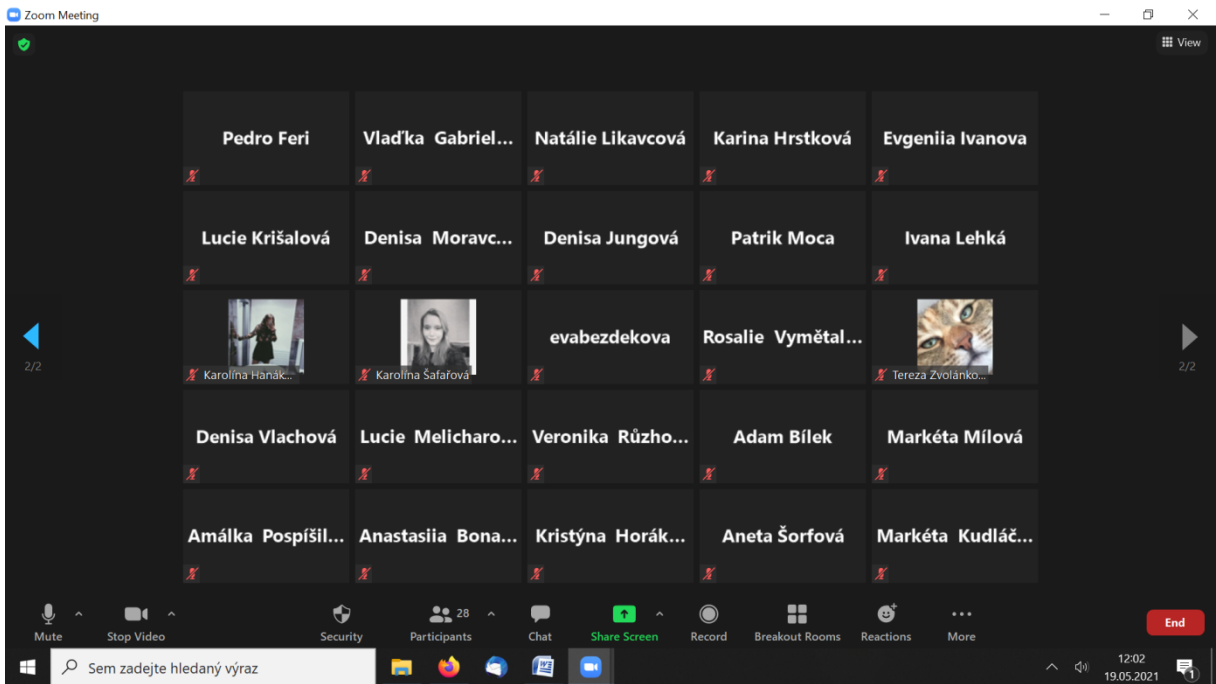 Zoom Meeting
View
Pedro Feri
Vlaďka Gabriel...
Natálie Likavcová
Karina Hrstková
Evgeniia Ivanova
Lucie Krišalová
Denisa Moravc...
Denisa Jungová
Patrik Moca
Ivana Lehká
Karolína Hanák...
Karolína Šafařová
evabezdekova
Rosalie Vymětal...
Tereza Zvolánko...
2/2
2/2
Denisa Vlachová
Lucie Melicharo...
Veronika Různo...
Adam Bílek
Markéta Mílová
Amálka Pospíšil...
Anastasiia Bona...
Kristýna Horák...
Aneta Šorfová
Markéta Kudláč...
Mute
Stop Video
Security
28
Participants
Chat
Share Screen
Record
Breakout Rooms
Reactions
More
End
Sem zadejte hledaný výraz
W
12:02
19.05.2021
1